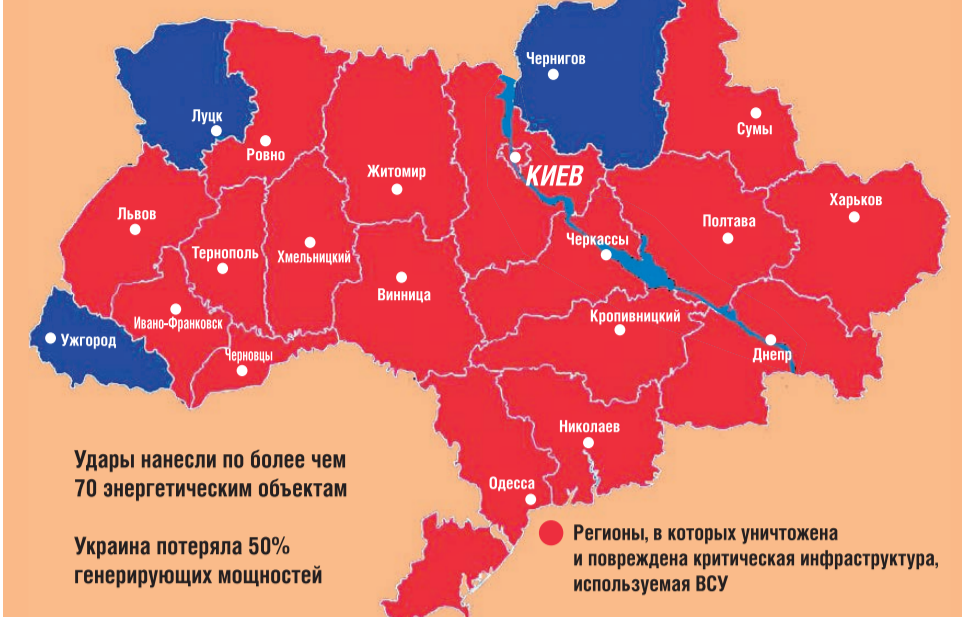 Чернигов
Луцк
Сумы
Ровно
Житомир
КИЕВ
Харьков
Львов
Полтава
Тернополь
Хмельницкий
Черкассы
Винница
Ивано-Франковск
Кропивницкий
Ужгород
Черновцы
Днепр
Николаев
Одесса
Удары нанесли по более чем
70 энергетическим объектам
Украина потеряла 50%
генерирующих мощностей
Регионы, в которых уничтожена
и повреждена критическая инфраструктура,
используемая ВСУ